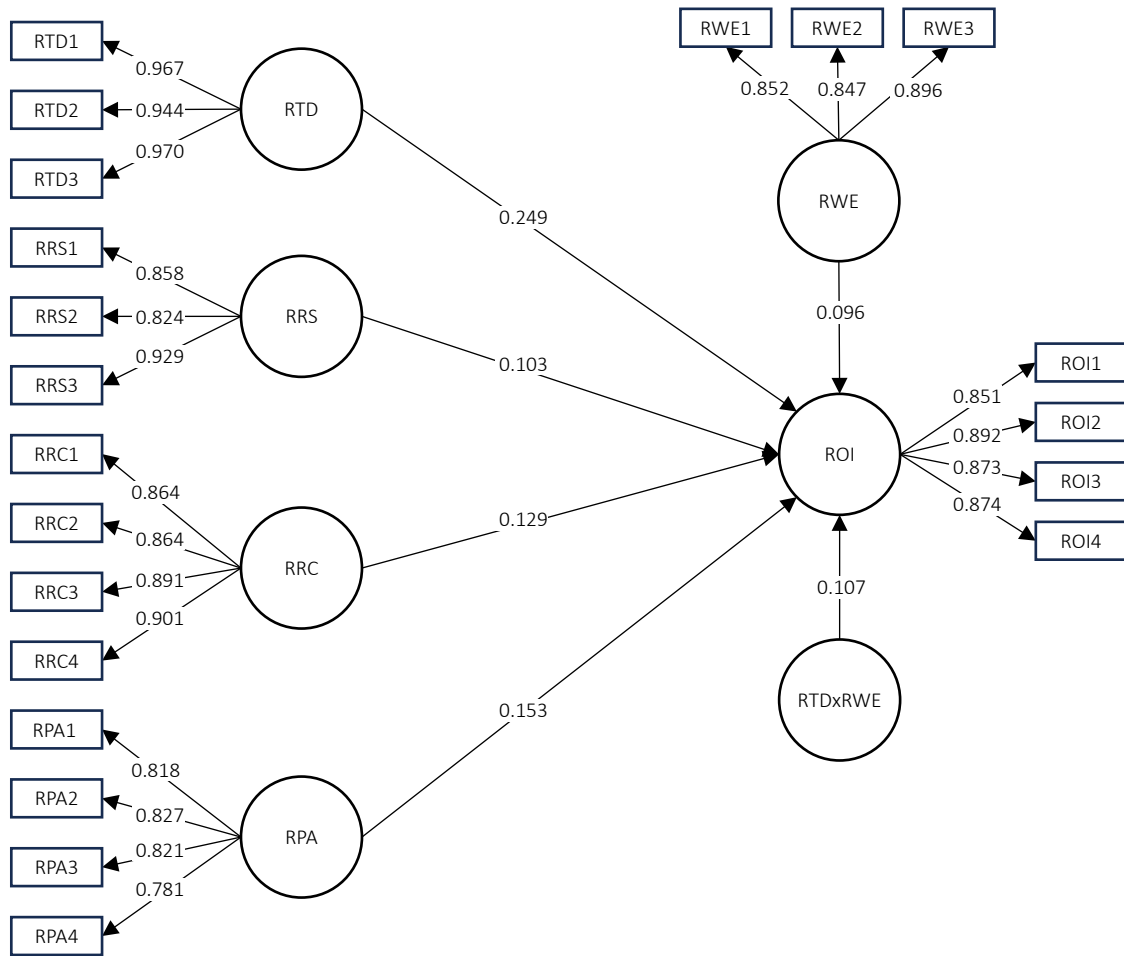 RTD1
RTD2
RTD3
0.967
0.944
0.970
RTD
0.249
RRS1
RRS2
RRS3
0.858
0.824
0.929
RRS
0.103
RRC1
RRC2
RRC3
RRC4
0.864
0.864
0.891
0.901
RRC
0.129
RPA1
RPA2
RPA3
RPA4
0.818
0.827
0.821
0.781
RPA
0.153
RWE1
RWE2
RWE3
0.852
0.847
0.896
RWE
0.096
ROI
0.851
0.892
0.873
0.874
ROI1
ROI2
ROI3
ROI4
0.107
RTDxRWE